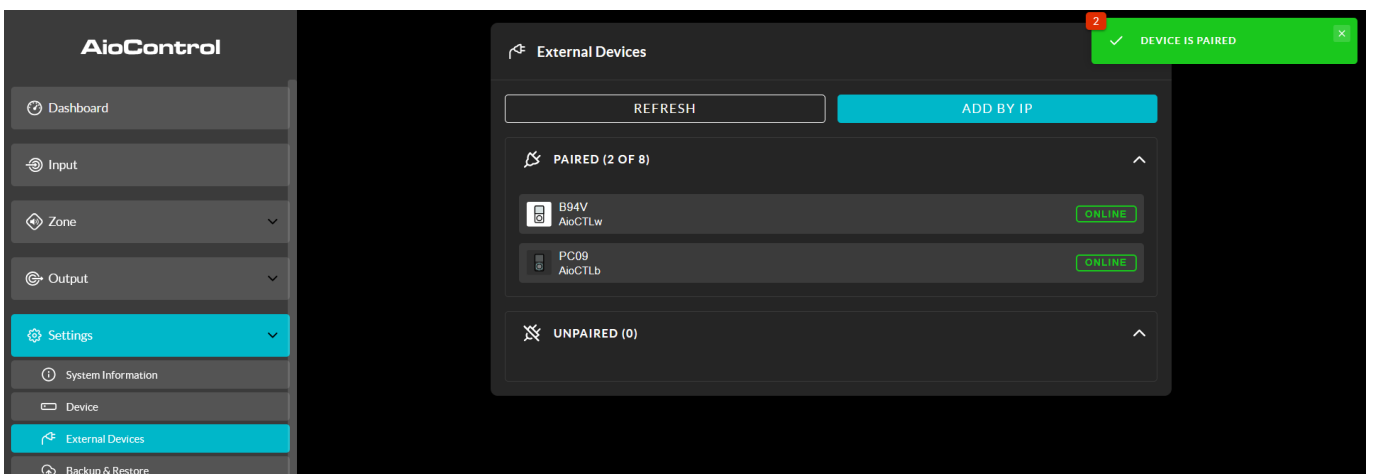 AioControl
Dashboard
Input
Zone
Output
Settings
System Information
Device
External Devices
Backup & Restore
External Devices
REFRESH
ADD BY IP
PAIRED (2 OF 8)
B94V
AioCTLw
ONLINE
PC09
AioCTLb
ONLINE
UNPAIRED (0)
2
DEVICE IS PAIRED